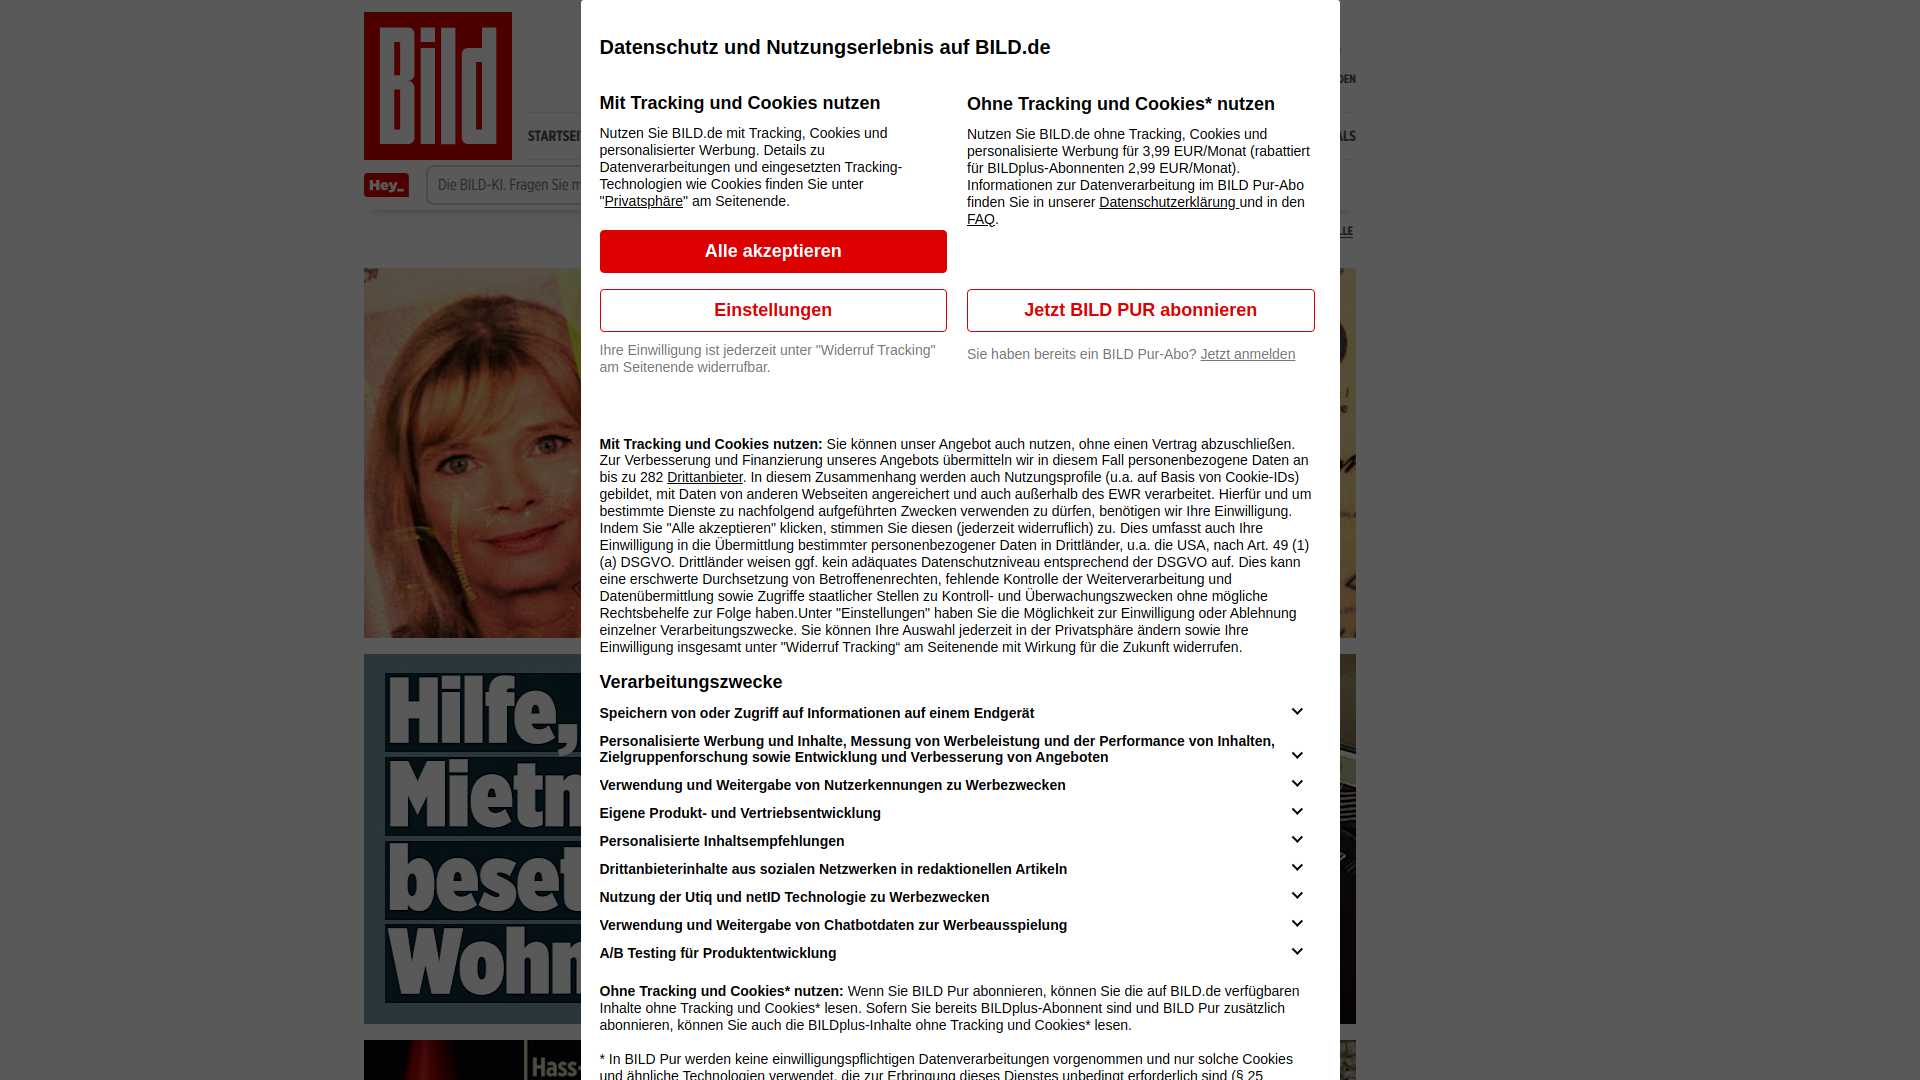 Bild
Datenschutz und Nutzungserlebnis auf BILD.de
Mit Tracking und Cookies nutzen
Nutzen Sie BILD.de mit Tracking, Cookies und
personalisierter Werbung. Details zu
Datenverarbeitungen und eingesetzten Tracking-
Technologien wie Cookies finden Sie unter
"Privatsphäre" am Seitenende.
Alle akzeptieren
Einstellungen
Ihre Einwilligung ist jederzeit unter "Widerruf Tracking"
am Seitenende widerrufbar.
Ohne Tracking und Cookies* nutzen
Nutzen Sie BILD.de ohne Tracking, Cookies und
personalisierte Werbung für 3,99 EUR/Monat (rabattiert
für BILDplus-Abonnenten 2,99 EUR/Monat).
Informationen zur Datenverarbeitung im BILD Pur-Abo
finden Sie in unserer Datenschutzerklärung und in den
FAQ.
Jetzt BILD PUR abonnieren
Sie haben bereits ein BILD Pur-Abo? Jetzt anmelden
Hey_
Die BILD-KI. Fragen Sie
Mit Tracking und Cookies nutzen: Sie können unser Angebot auch nutzen, ohne einen Vertrag abzuschließen.
Zur Verbesserung und Finanzierung unseres Angebots übermitteln wir in diesem Fall personenbezogene Daten an
bis zu 282 Drittanbieter. In diesem Zusammenhang werden auch Nutzungsprofile (u.a. auf Basis von Cookie-IDs)
gebildet, mit Daten von anderen Webseiten angereichert und auch außerhalb des EWR verarbeitet. Hierfür und um
bestimmte Dienste zu nachfolgend aufgeführten Zwecken verwenden zu dürfen, benötigen wir Ihre Einwilligung.
Indem Sie "Alle akzeptieren" klicken, stimmen Sie diesen (jederzeit widerruflich) zu. Dies umfasst auch Ihre
Einwilligung in die Übermittlung bestimmter personenbezogener Daten in Drittländer, u.a. die USA, nach Art. 49 (1)
(a) DSGVO. Drittländer weisen ggf. kein adäquates Datenschutzniveau entsprechend der DSGVO auf. Dies kann
eine erschwerte Durchsetzung von Betroffenenrechten, fehlende Kontrolle der Weiterverarbeitung und
Datenübermittlung sowie Zugriffe staatlicher Stellen zu Kontroll- und Überwachungszwecken ohne mögliche
Rechtsbehelfe zur Folge haben.Unter "Einstellungen" haben Sie die Möglichkeit zur Einwilligung oder Ablehnung
einzelner Verarbeitungszwecke. Sie können Ihre Auswahl jederzeit in der Privatsphäre ändern sowie Ihre
Einwilligung insgesamt unter "Widerruf Tracking“ am Seitenende mit Wirkung für die Zukunft widerrufen.
Verarbeitungszwecke
Speichern von oder Zugriff auf Informationen auf einem Endgerät
Personalisierte Werbung und Inhalte, Messung von Werbeleistung und der Performance von Inhalten,
Zielgruppenforschung sowie Entwicklung und Verbesserung von Angeboten
Verwendung und Weitergabe von Nutzerkennungen zu Werbezwecken
Eigene Produkt- und Vertriebsentwicklung
Personalisierte Inhaltsempfehlungen
Drittanbieterinhalte aus sozialen Netzwerken in redaktionellen Artikeln
Nutzung der Utiq und netID Technologie zu Werbezwecken
Verwendung und Weitergabe von Chatbotdaten zur Werbeausspielung
A/B Testing für Produktentwicklung
Ohne Tracking und Cookies* nutzen: Wenn Sie BILD Pur abonnieren, können Sie die auf BILD.de verfügbaren
Inhalte ohne Tracking und Cookies* lesen. Sofern Sie bereits BILDplus-Abonnent sind und BILD Pur zusätzlich
abonnieren, können Sie auch die BILDplus-Inhalte ohne Tracking und Cookies* lesen.
* In BILD Pur werden keine einwilligungspflichtigen Datenverarbeitungen vorgenommen und nur solche Cookies
und ähnliche Technologien verwendet, die zur Erbringung dieses Dienstes unbedingt erforderlich sind (§ 25
Hilfe,
Hass-